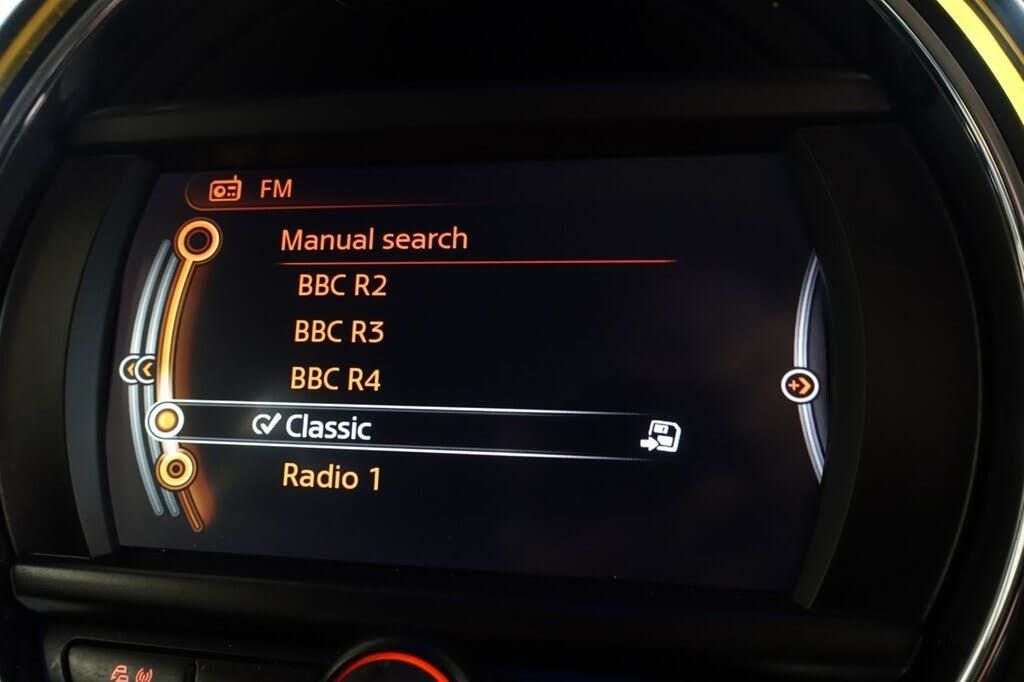 FM
Manual search
BBC R2
BBC R3
BBC R4
Classic
Radio 1